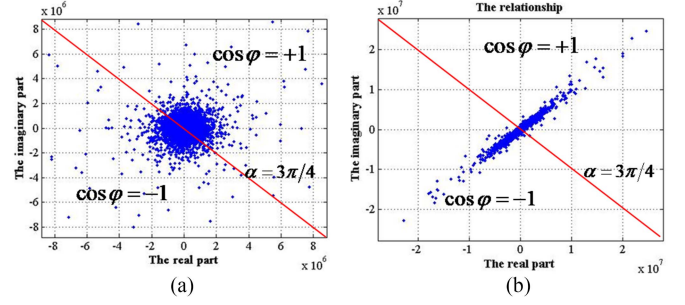 x 10^6
8
6
4
2
0
-2
-4
-6
-8
The imaginary part
cos φ = +1
α = 3π/4
cos φ = −1
-8 -6 -4 -2 0 2 4 6 8
The real part
x 10^6
(a)
The relationship
x 10^7
2
1
0
-1
-2
The imaginary part
cos φ = +1
α = 3π/4
cos φ = −1
-2 -1 0 1 2
The real part
x 10^7
(b)